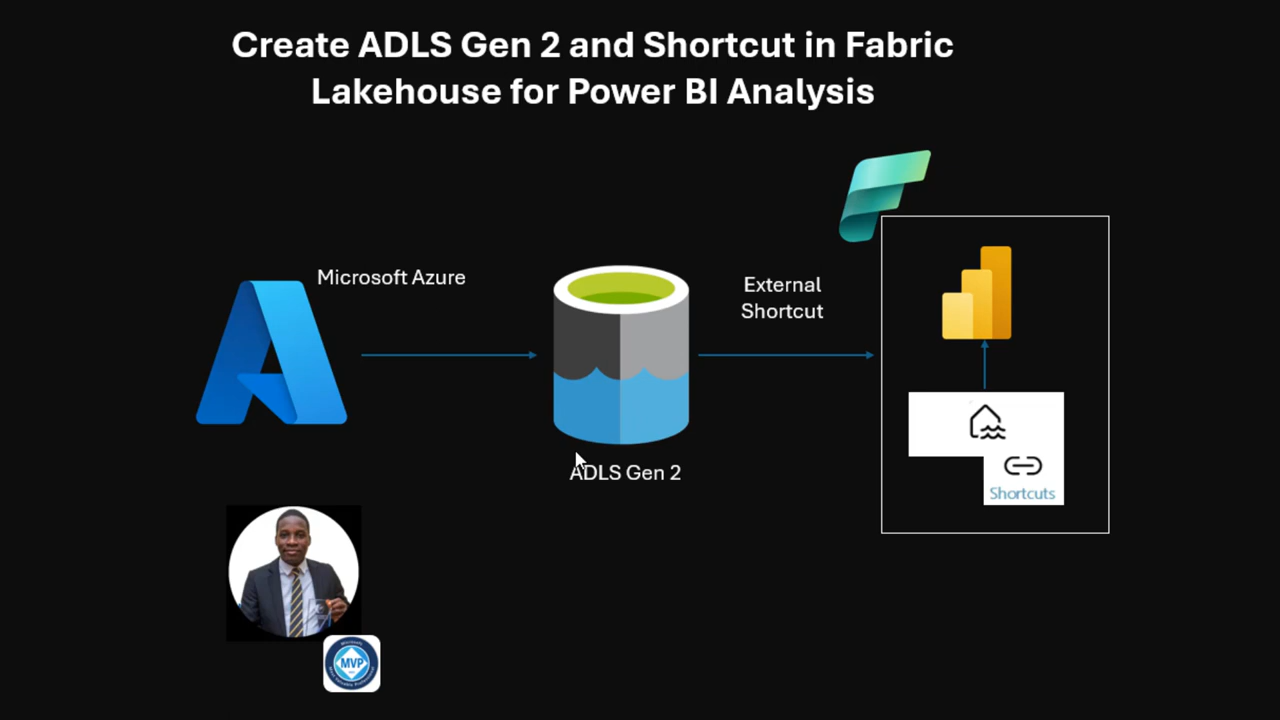 Create ADLS Gen 2 and Shortcut in Fabric
Lakehouse for Power BI Analysis
Microsoft Azure
External
Shortcut
ADLS Gen 2
Shortcuts
Microsoft
MVP